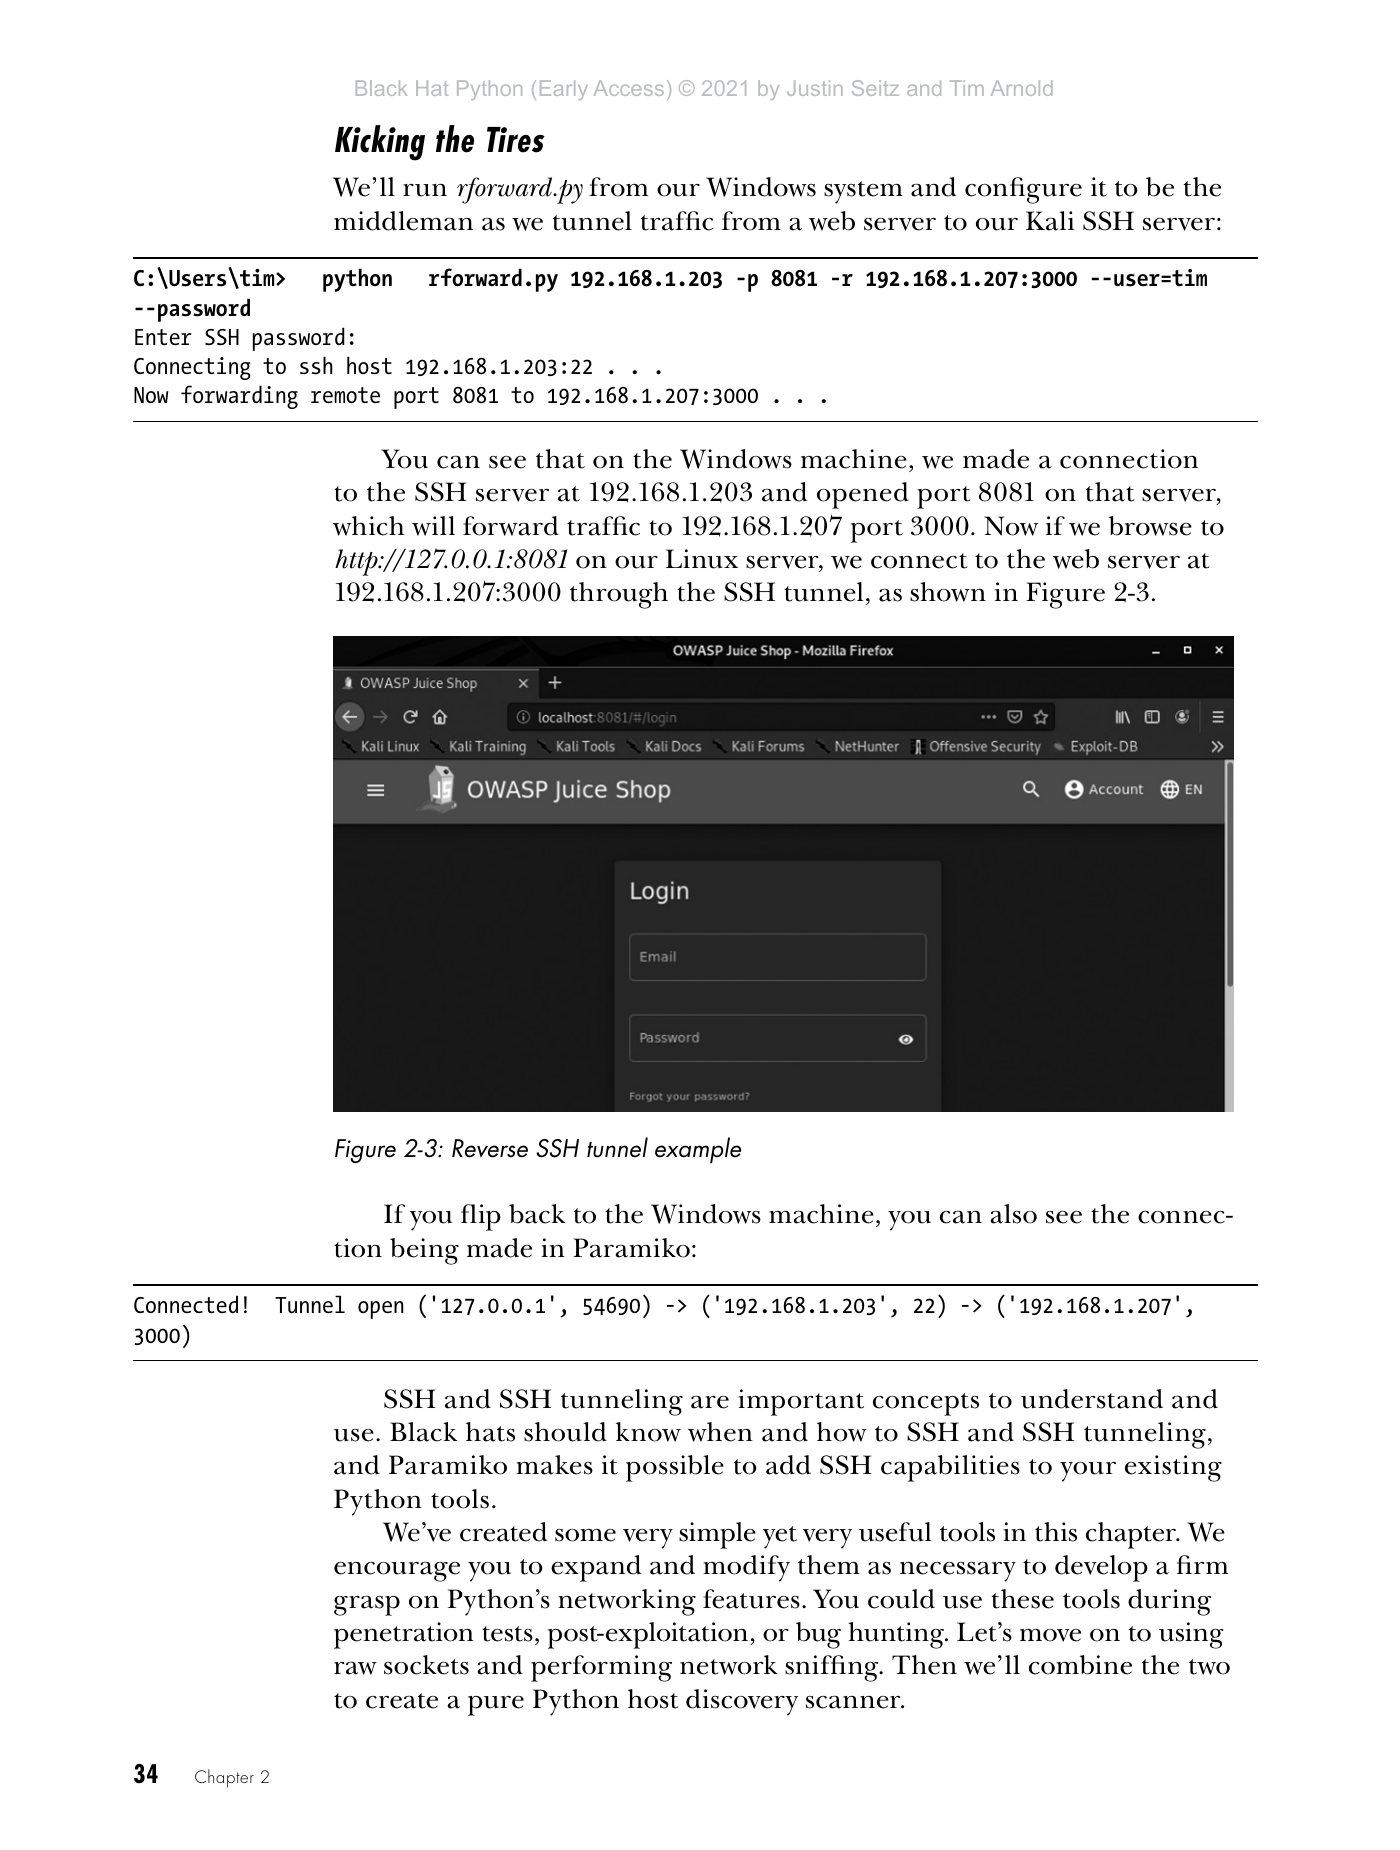 Black Hat Python (Early Access) © 2021 by Justin Seitz and Tim Arnold
Kicking the Tires
We’ll run rforward.py from our Windows system and configure it to be the
middleman as we tunnel traffic from a web server to our Kali SSH server:
C:\Users\tim> python rforward.py 192.168.1.203 -p 8081 -r 192.168.1.207:3000 --user=tim
--password
Enter SSH password:
Connecting to ssh host 192.168.1.203:22 . . .
Now forwarding remote port 8081 to 192.168.1.207:3000 . . .
You can see that on the Windows machine, we made a connection
to the SSH server at 192.168.1.203 and opened port 8081 on that server,
which will forward traffic to 192.168.1.207 port 3000. Now if we browse to
http://127.0.0.1:8081 on our Linux server, we connect to the web server at
192.168.1.207:3000 through the SSH tunnel, as shown in Figure 2-3.
OWASP Juice Shop - Mozilla Firefox
OWASP Juice Shop
localhost:8081/#/login
Kali Linux Kali Training Kali Tools Kali Docs Kali Forums NetHunter Offensive Security Exploit-DB
JS OWASP Juice Shop Account EN
Login
Email
Password
Forgot your password?
Figure 2-3: Reverse SSH tunnel example
If you flip back to the Windows machine, you can also see the connec-
tion being made in Paramiko:
Connected! Tunnel open ('127.0.0.1', 54690) -> ('192.168.1.203', 22) -> ('192.168.1.207',
3000)
SSH and SSH tunneling are important concepts to understand and
use. Black hats should know when and how to SSH and SSH tunneling,
and Paramiko makes it possible to add SSH capabilities to your existing
Python tools.
We’ve created some very simple yet very useful tools in this chapter. We
encourage you to expand and modify them as necessary to develop a firm
grasp on Python’s networking features. You could use these tools during
penetration tests, post-exploitation, or bug hunting. Let’s move on to using
raw sockets and performing network sniffing. Then we’ll combine the two
to create a pure Python host discovery scanner.
34 Chapter 2